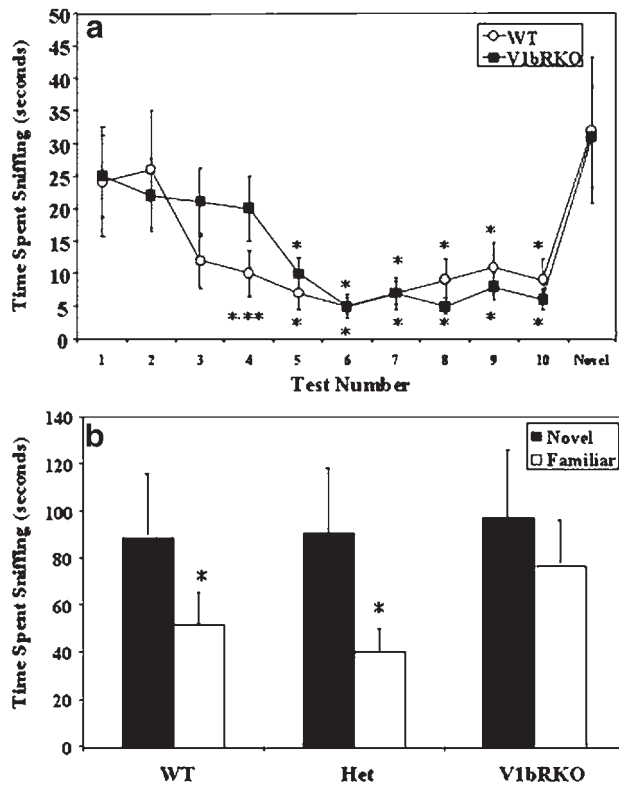 a
Time Spent Sniffing (seconds)
50
45
40
35
30
25
20
15
10
5
0
WT
V1bRKO
* * * * * *
*,** * * * * * *
1 2 3 4 5 6 7 8 9 10 Novel
Test Number
b
Time Spent Sniffing (seconds)
140
120
100
80
60
40
20
0
Novel
Familiar
*
*
WT Het V1bRKO